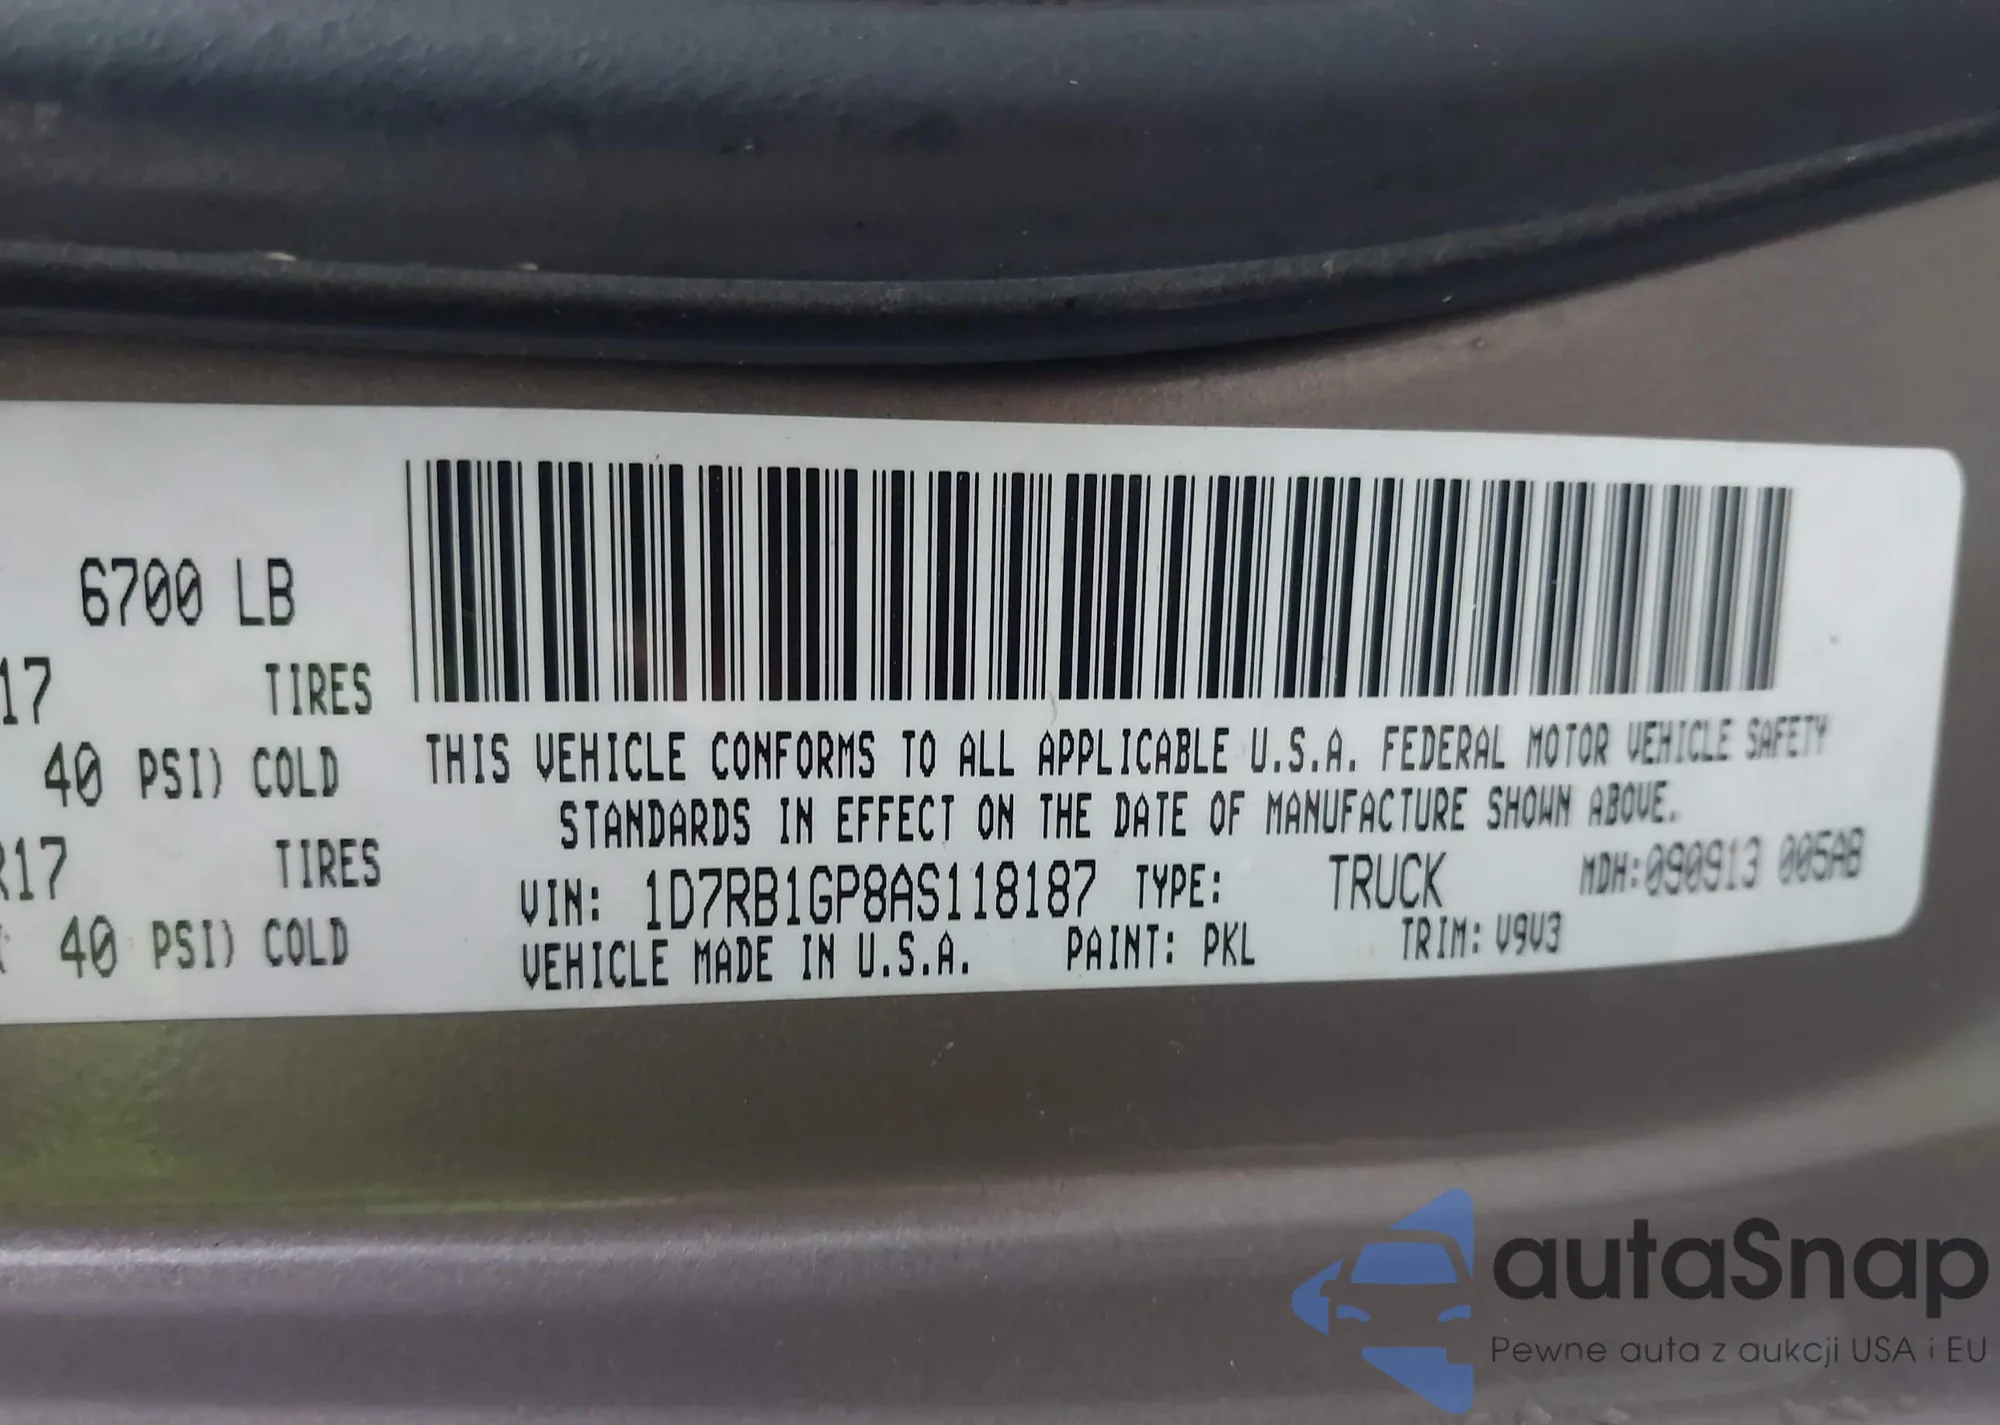 6700 LB
17 TIRES
40 PSI) COLD
R17 TIRES
40 PSI) COLD
THIS VEHICLE CONFORMS TO ALL APPLICABLE U.S.A. FEDERAL MOTOR VEHICLE SAFETY
STANDARDS IN EFFECT ON THE DATE OF MANUFACTURE SHOWN ABOVE.
VIN: 1D7RB1GP8AS118187 TYPE: TRUCK MDH:090913 005AB
VEHICLE MADE IN U.S.A. PAINT: PKL TRIM: V9V3
autaSnap
Pewne auta z aukcji USA i EU